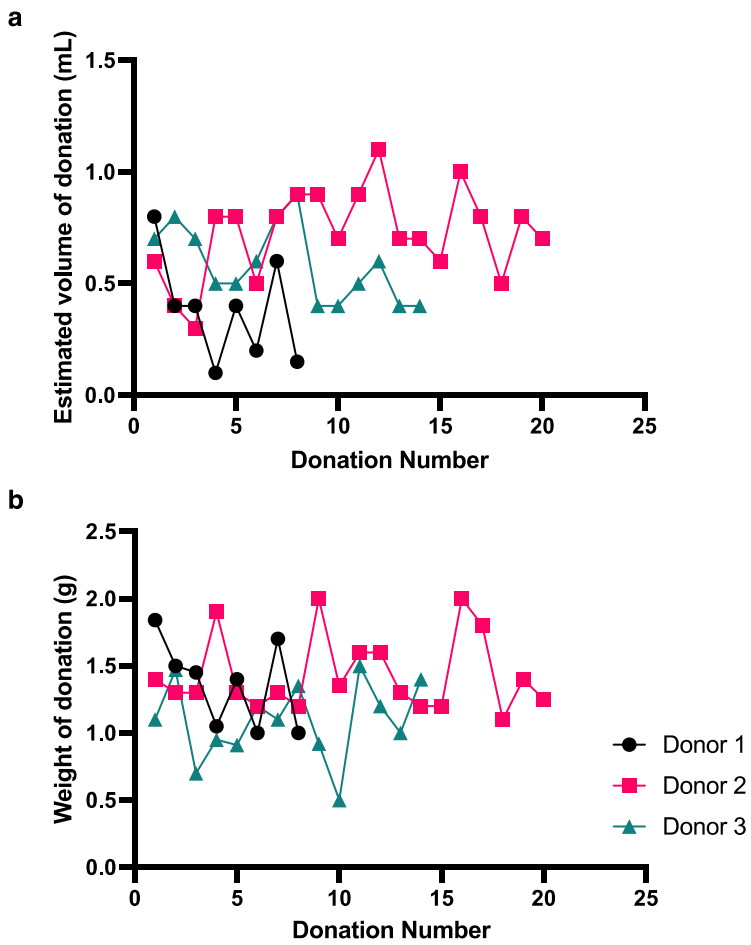 a
Estimated volume of donation (mL)
1.5
1.0
0.5
0.0
0 5 10 15 20 25
Donation Number
b
Weight of donation (g)
2.5
2.0
1.5
1.0
0.5
0.0
0 5 10 15 20 25
Donation Number
Donor 1
Donor 2
Donor 3